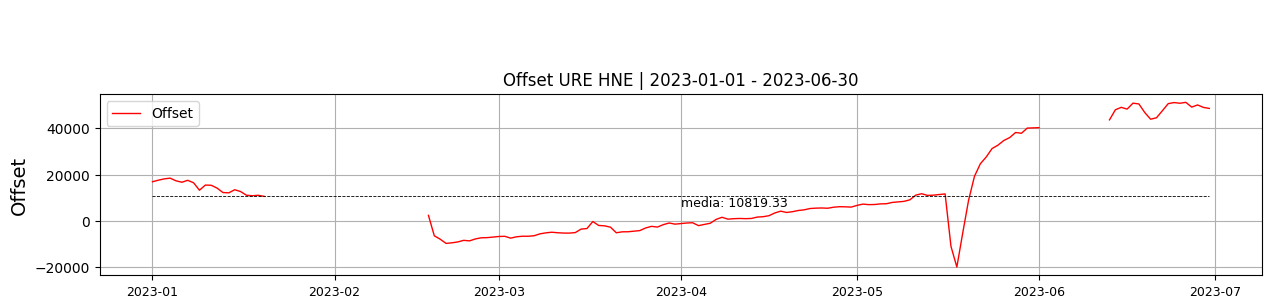 Offset URE HNE | 2023-01-01 - 2023-06-30
Offset
Offset
40000
20000
0
−20000
media: 10819.33
2023-01 2023-02 2023-03 2023-04 2023-05 2023-06 2023-07